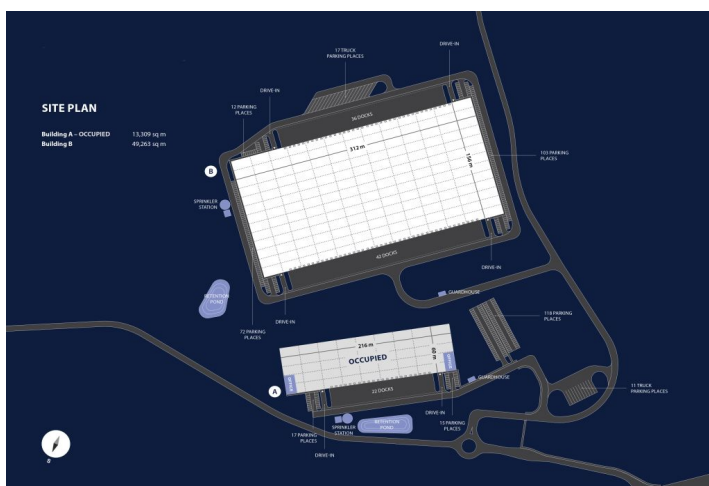 SITE PLAN
Building A – OCCUPIED 13,309 sq m
Building B 49,263 sq m
17 TRUCK
PARKING PLACES
DRIVE-IN
DRIVE-IN
12 PARKING
PLACES
36 DOCKS
312 m
156 m
103 PARKING
PLACES
B
SPRINKLER
STATION
42 DOCKS
DRIVE-IN
RETENTION
POND
GUARDHOUSE
72 PARKING
PLACES
DRIVE-IN
118 PARKING
PLACES
216 m
OCCUPIED
60 m
OFFICE
OFFICE
A
22 DOCKS
GUARDHOUSE
11 TRUCK
PARKING PLACES
DRIVE-IN
15 PARKING
PLACES
17 PARKING
PLACES
SPRINKLER
STATION
RETENTION
POND
DRIVE-IN